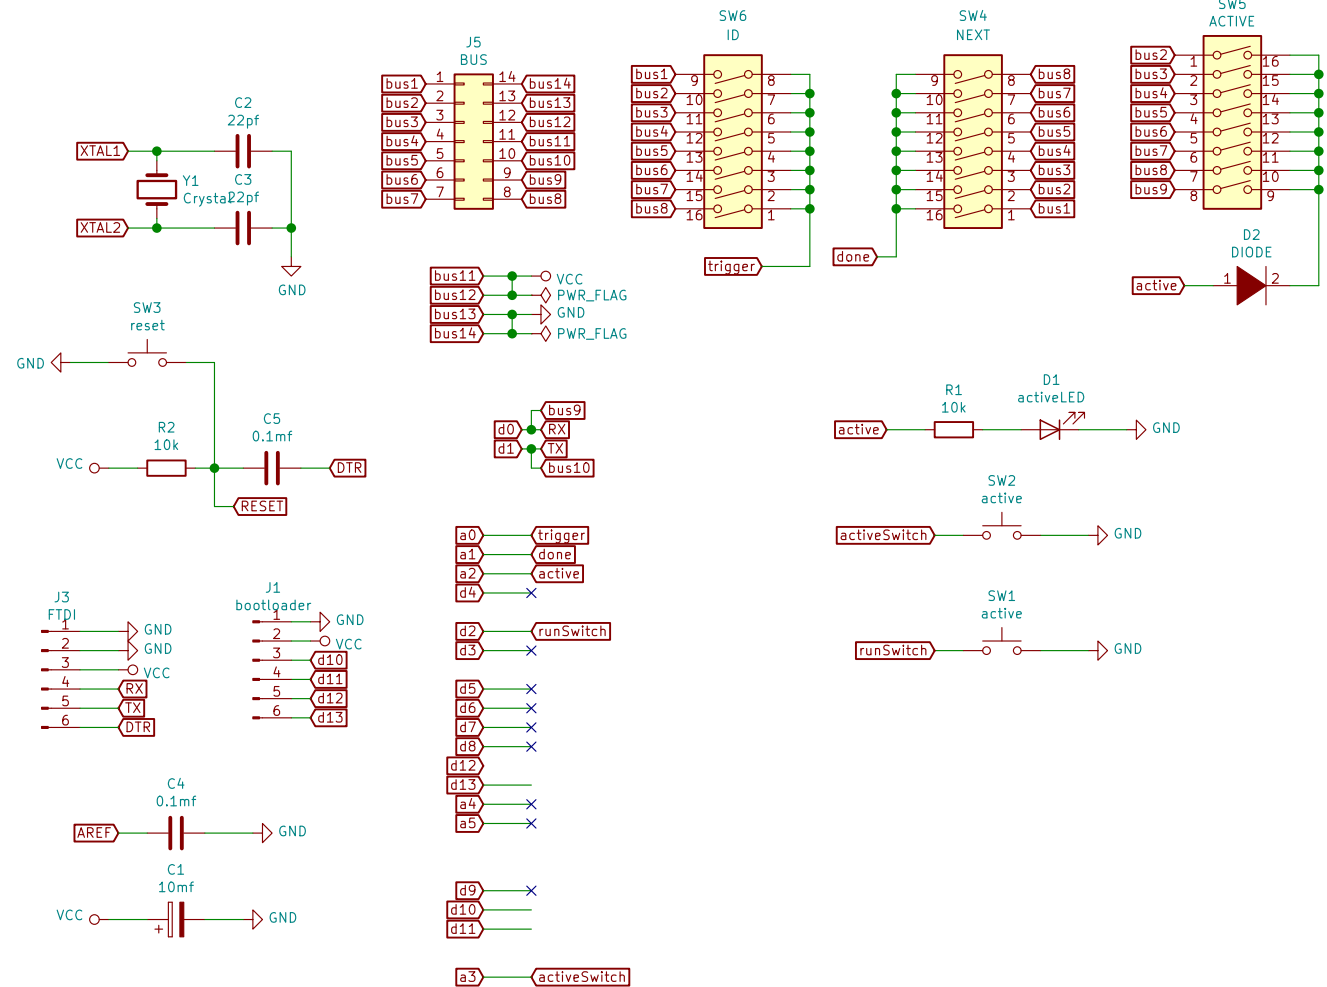 C2
22pf
XTAL1
Y1
Crystal
C3
22pf
XTAL2
GND
J5
BUS
bus1 1 14 bus14
bus2 2 13 bus13
bus3 3 12 bus12
bus4 4 11 bus11
bus5 5 10 bus10
bus6 6 9 bus9
bus7 7 8 bus8
SW6
ID
bus1 9 8
bus2 10 7
bus3 11 6
bus4 12 5
bus5 13 4
bus6 14 3
bus7 15 2
bus8 16 1
trigger
SW4
NEXT
9 8 bus8
10 7 bus7
11 6 bus6
12 5 bus5
13 4 bus4
14 3 bus3
15 2 bus2
16 1 bus1
done
SW5
ACTIVE
bus2 1 16
bus3 2 15
bus4 3 14
bus5 4 13
bus6 5 12
bus7 6 11
bus8 7 10
bus9 8 9
D2
DIODE
active 1 2
bus11 VCC
bus12 PWR_FLAG
bus13 GND
bus14 PWR_FLAG
SW3
reset
GND
R2
10k
C5
0.1mf
VCC
DTR
RESET
bus9
d0 RX
d1 TX
bus10
D1
activeLED
R1
10k
active
GND
SW2
active
activeSwitch
GND
SW1
active
runSwitch
GND
a0 trigger
a1 done
a2 active
d4
d2 runSwitch
d3
d5
d6
d7
d8
d12
d13
a4
a5
d9
d10
d11
a3 activeSwitch
J3
FTDI
1 GND
2 GND
3 VCC
4 RX
5 TX
6 DTR
J1
bootloader
1 GND
2 VCC
3 d10
4 d11
5 d12
6 d13
C4
0.1mf
AREF
GND
C1
10mf
VCC
+
GND